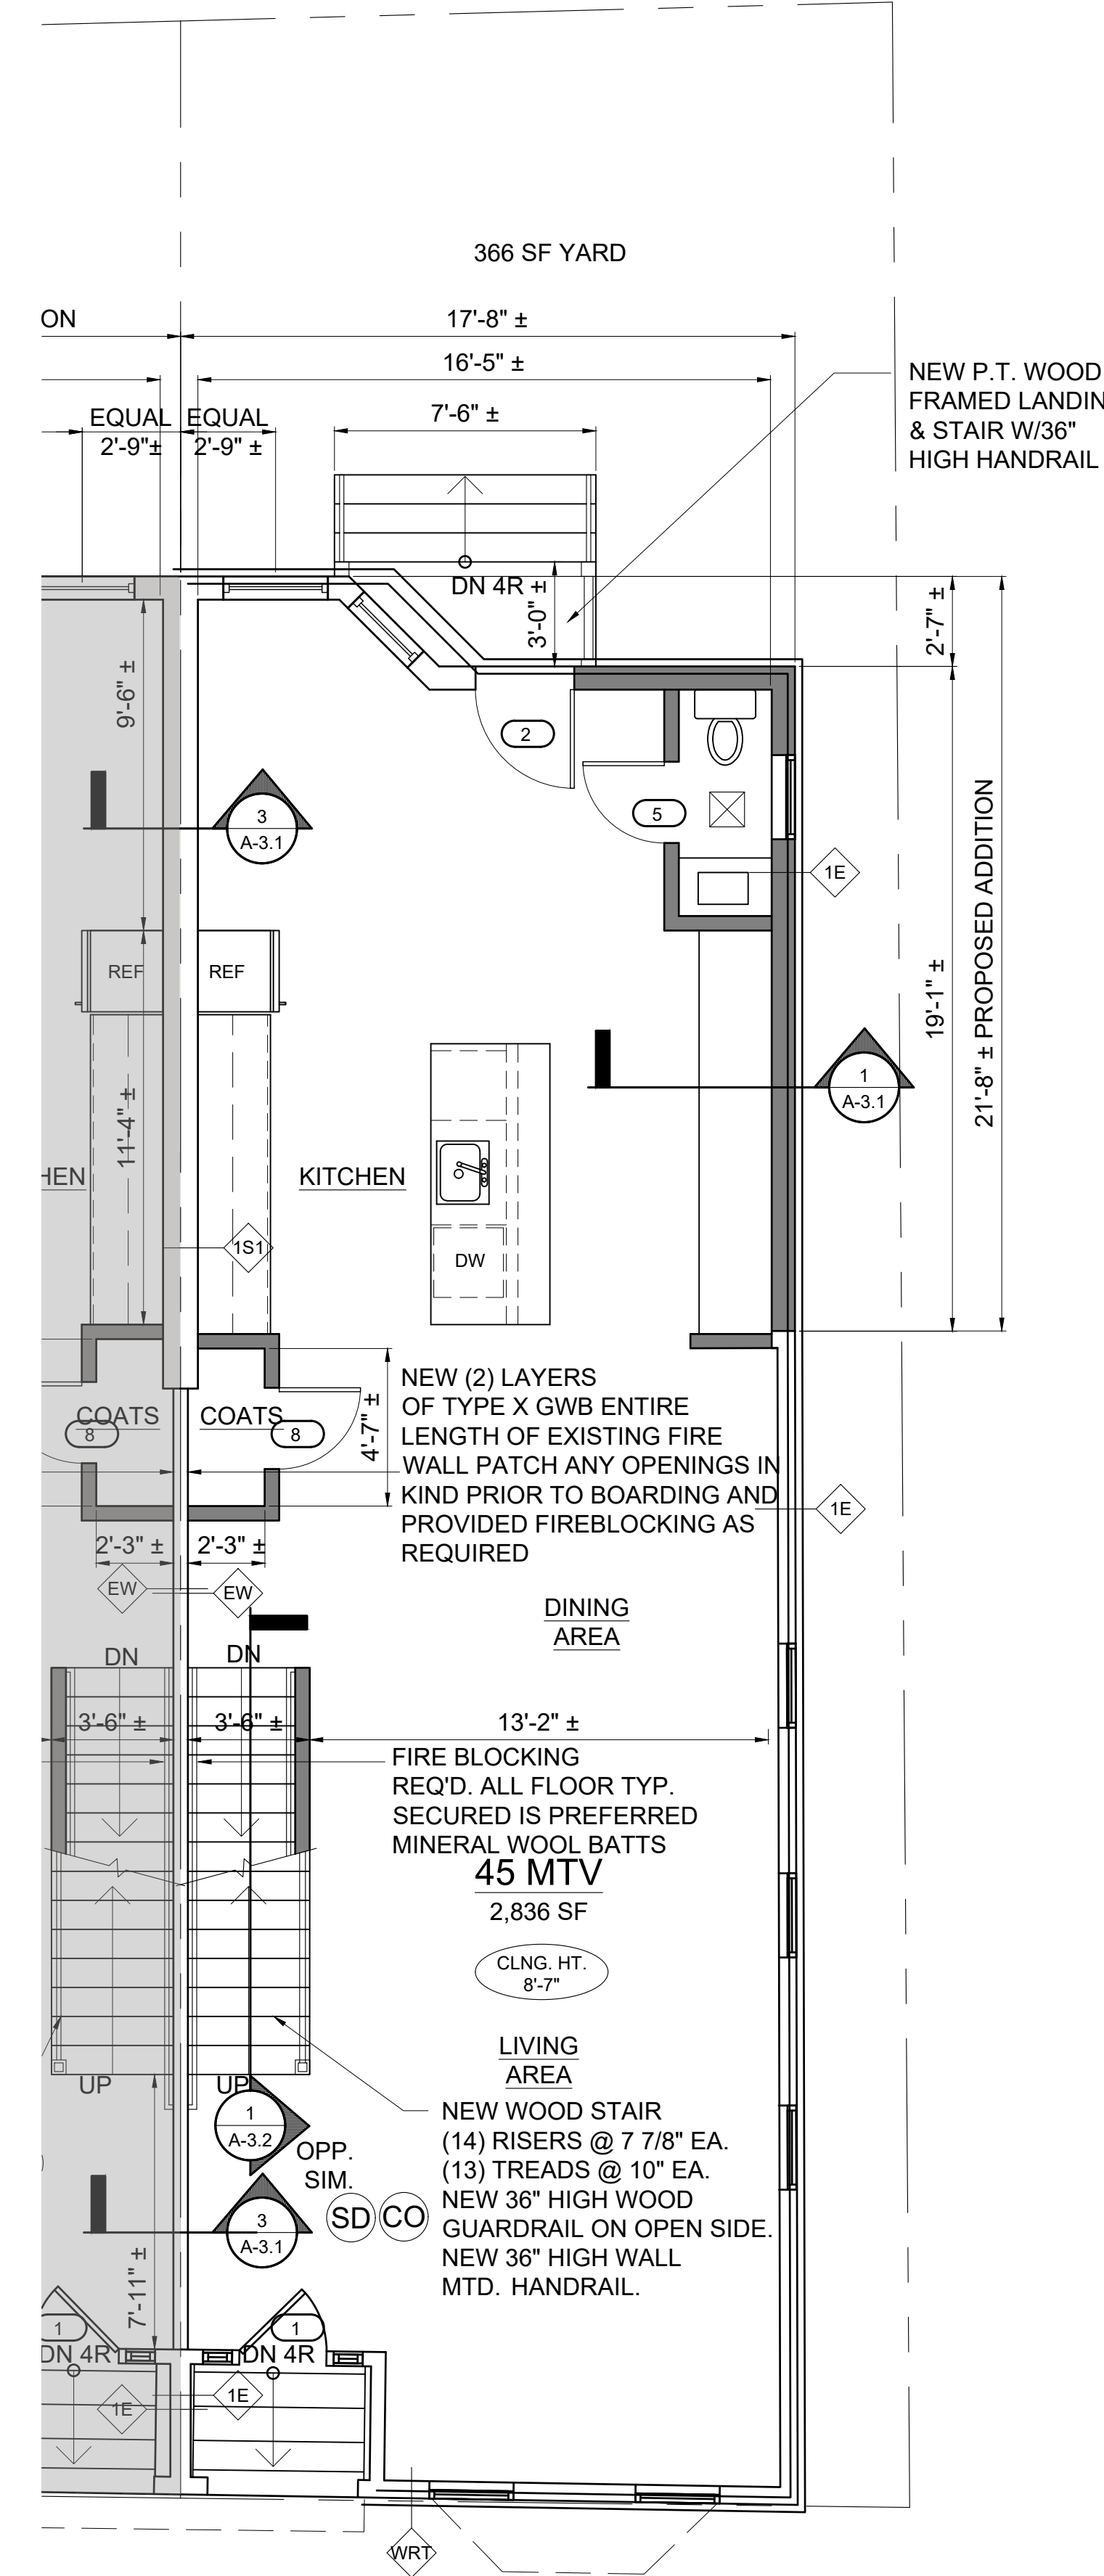 366 SF YARD
ON
17'-8" ±
16'-5" ±
NEW P.T. WOOD
FRAMED LANDIN
& STAIR W/36"
HIGH HANDRAIL
7'-6" ±
EQUAL
2'-9"±
EQUAL
2'-9" ±
DN 4R
3'-0" ±
2'-7" ±
9'-6" ±
2
5
3
A-3.1
1E
21'-8" ± PROPOSED ADDITION
19'-1" ±
REF
REF
1
A-3.1
11'-4" ±
HEN
KITCHEN
1S1
DW
NEW (2) LAYERS
OF TYPE X GWB ENTIRE
LENGTH OF EXISTING FIRE
WALL PATCH ANY OPENINGS IN
KIND PRIOR TO BOARDING AND
PROVIDED FIREBLOCKING AS
REQUIRED
COATS
8
COATS
8
4'-7" ±
1E
2'-3" ±
2'-3" ±
EW
EW
DINING
AREA
DN
DN
3'-6" ±
3'-6" ±
13'-2" ±
FIRE BLOCKING
REQ'D. ALL FLOOR TYP.
SECURED IS PREFERRED
MINERAL WOOL BATTS
45 MTV
2,836 SF
CLNG. HT.
8'-7"
LIVING
AREA
UP
UP
1
A-3.2
OPP.
SIM.
NEW WOOD STAIR
(14) RISERS @ 7 7/8" EA.
(13) TREADS @ 10" EA.
NEW 36" HIGH WOOD
GUARDRAIL ON OPEN SIDE.
NEW 36" HIGH WALL
MTD. HANDRAIL.
SD
CO
3
A-3.1
7'-11" ±
1
DN 4R
1
DN 4R
1E
1E
WRT